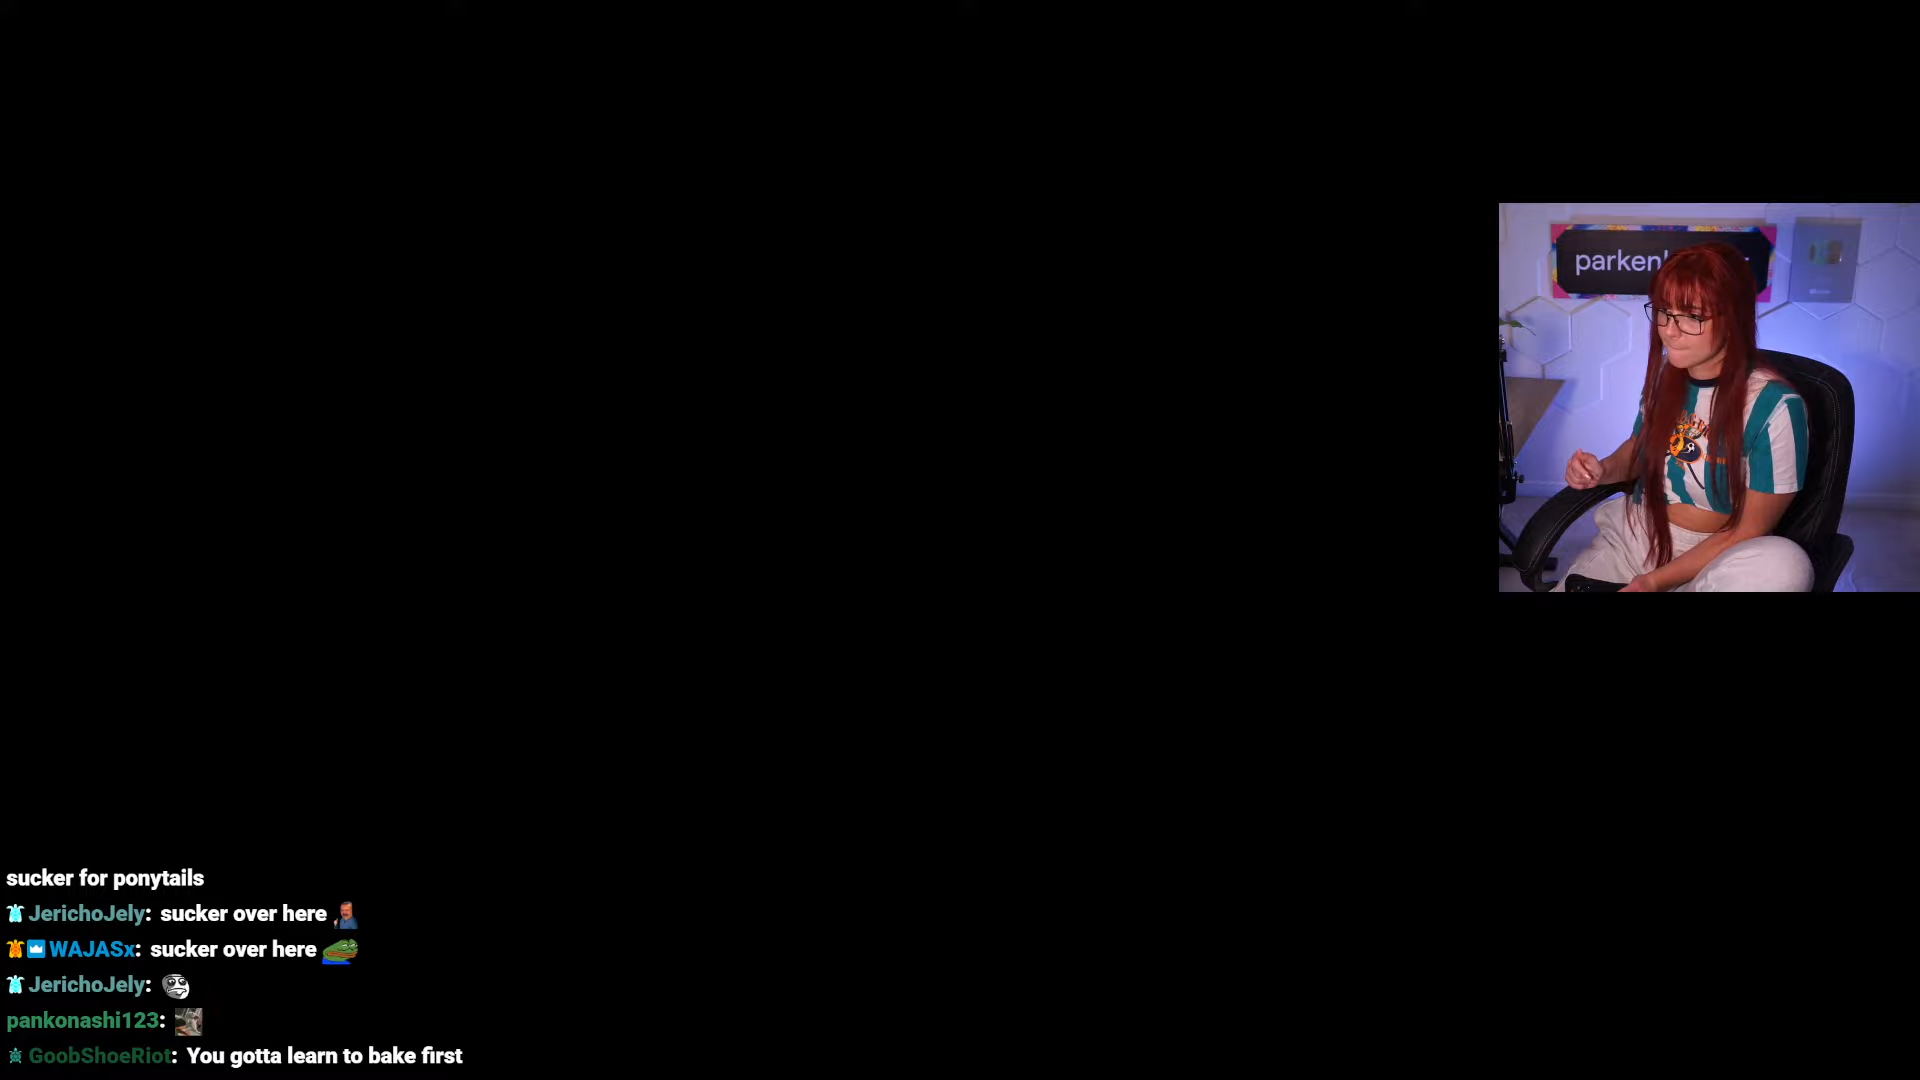 parken
sucker for ponytails
JerichoJely: sucker over here
WAJASx: sucker over here
JerichoJely:
pankonashi123:
GoobShoeRiot: You gotta learn to bake first